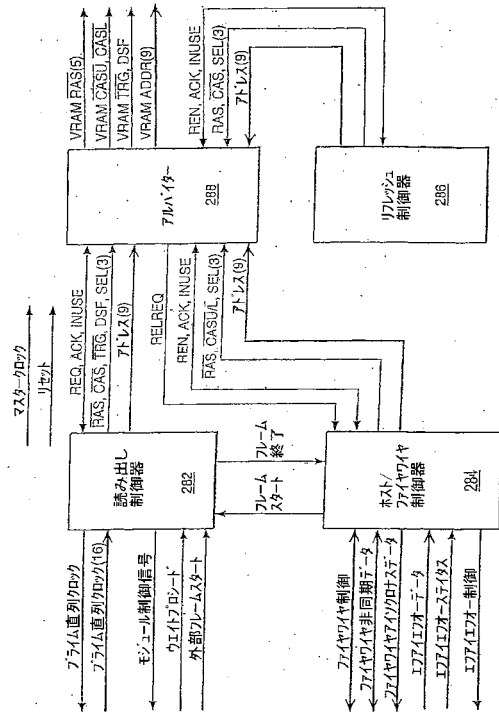 マスタークロック
リセット
プライム直列クロック
プライム直列クロック(16)
モジュール制御信号
ウェイトプロシード
外部フレームスタート
読み出し
制御器
282
REQ, ACK, INUSE
RAS, CAS, TRG, DSF, SEL(3)
アドレス(9)
アルバイター
288
VRAM RAS(5)
VRAM CASU, CASL
VRAM TRG, DSF
VRAM ADDR(9)
RELREQ
REN, ACK, INUSE
RAS, CASU/L, SEL(3)
アドレス(9)
REN, ACK, INUSE
RAS, CAS, SEL(3)
アドレス(9)
フレーム
スタート
フレーム
終了
ファイヤワイヤ制御
ファイヤワイヤ非同期データ
ファイヤワイヤアイソクロナスデータ
エフアイエフオーデータ
エフアイエフオーステイタス
エフアイエフオー制御
ホスト/
ファイヤワイヤ
制御器
284
リフレッシュ
制御器
286